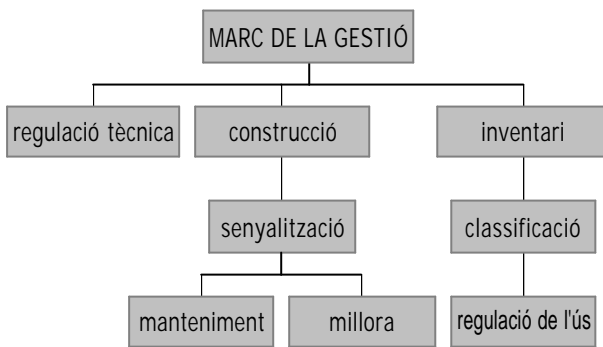 MARC DE LA GESTIÓ
regulació tècnica
construcció
inventari
senyalització
classificació
manteniment
millora
regulació de l'ús